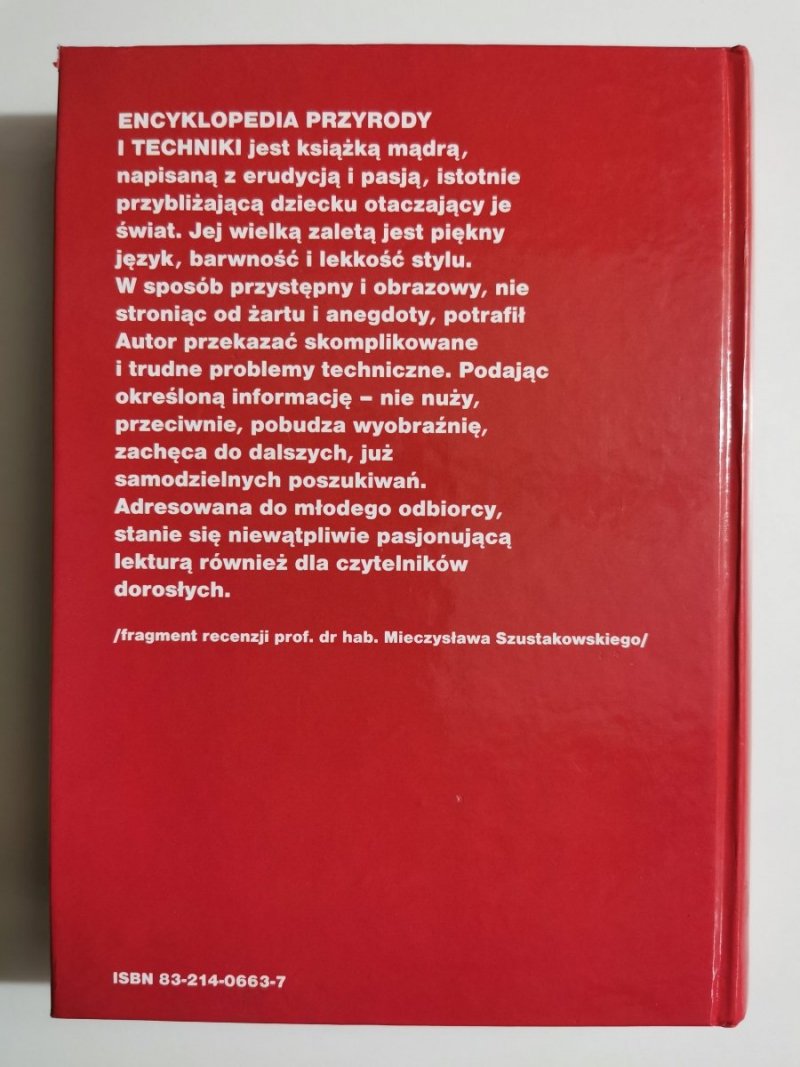 ENCYKLOPEDIA PRZYRODY
I TECHNIKI jest książką mądrą,
napisaną z erudycją i pasją, istotnie
przybliżającą dziecku otaczający je
świat. Jej wielką zaletą jest piękny
język, barwność i lekkość stylu.
W sposób przystępny i obrazowy, nie
stroniąc od żartu i anegdoty, potrafił
Autor przekazać skomplikowane
i trudne problemy techniczne. Podając
określoną informację – nie nuży,
przeciwnie, pobudza wyobraźnię,
zachęca do dalszych, już
samodzielnych poszukiwań.
Adresowana do młodego odbiorcy,
stanie się niewątpliwie pasjonującą
lekturą również dla czytelników
dorosłych.
/fragment recenzji prof. dr hab. Mieczysława Szustakowskiego/
ISBN 83-214-0663-7